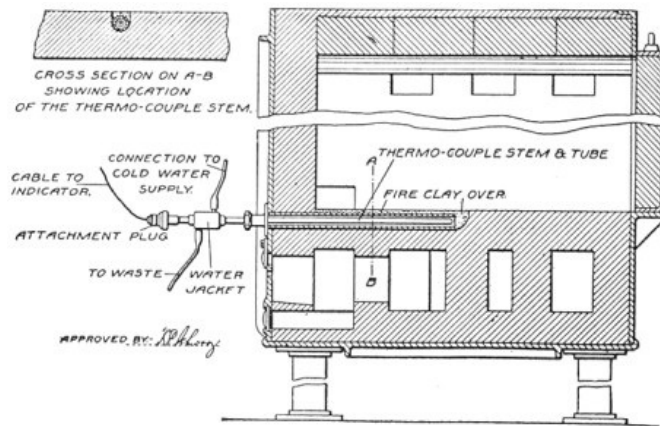 CROSS SECTION ON A-B
SHOWING LOCATION
OF THE THERMO-COUPLE STEM.
CONNECTION TO
COLD WATER
SUPPLY.
CABLE TO
INDICATOR.
A
THERMO-COUPLE STEM & TUBE
FIRE CLAY OVER.
ATTACHMENT PLUG
TO WASTE
WATER
JACKET
B
APPROVED BY: